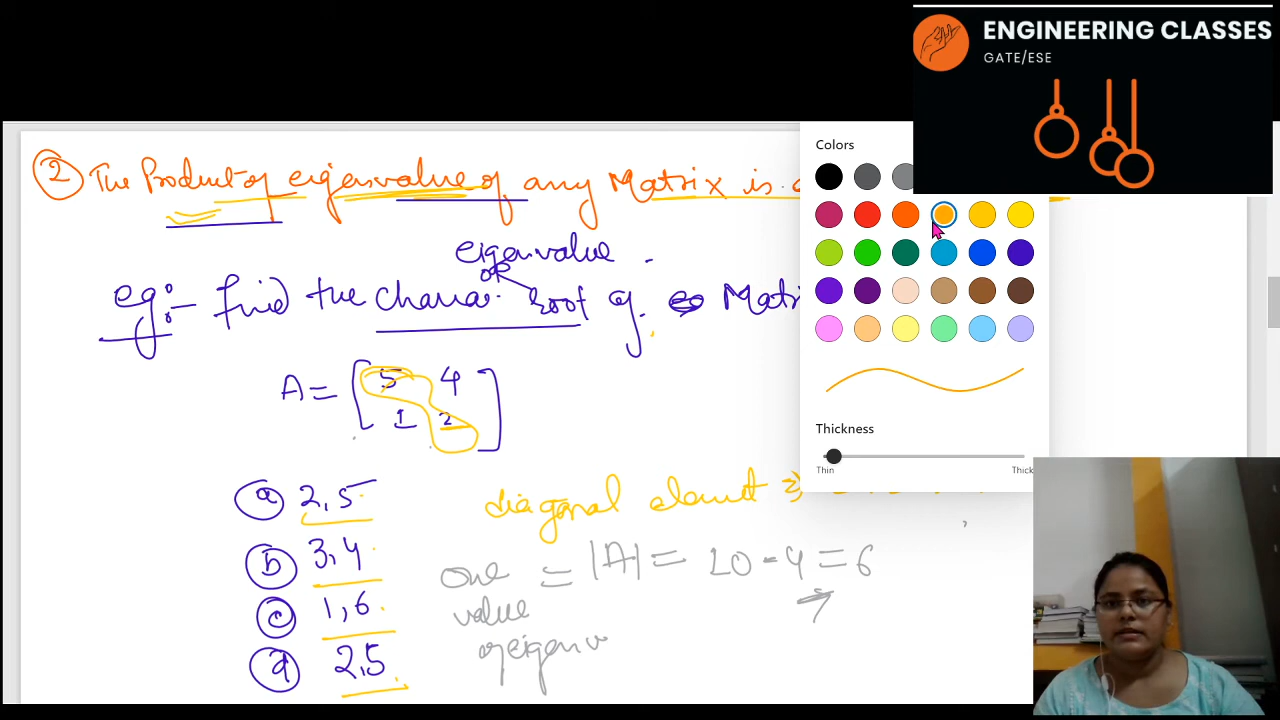 ENGINEERING CLASSES
GATE/ESE
Colors
② The Product of eigenvalue of any Matrix is
eigenvalue
or
eg:- find the charac. root of Matri
A = [ 5 4
1 2 ]
ⓐ 2,5
diagonal element ⇒
ⓑ 3,4
one = |A| = 10 - 4 = 6
ⓒ 1,6
value
of eigenv
ⓓ 2,5
Thickness
Thin
Thick